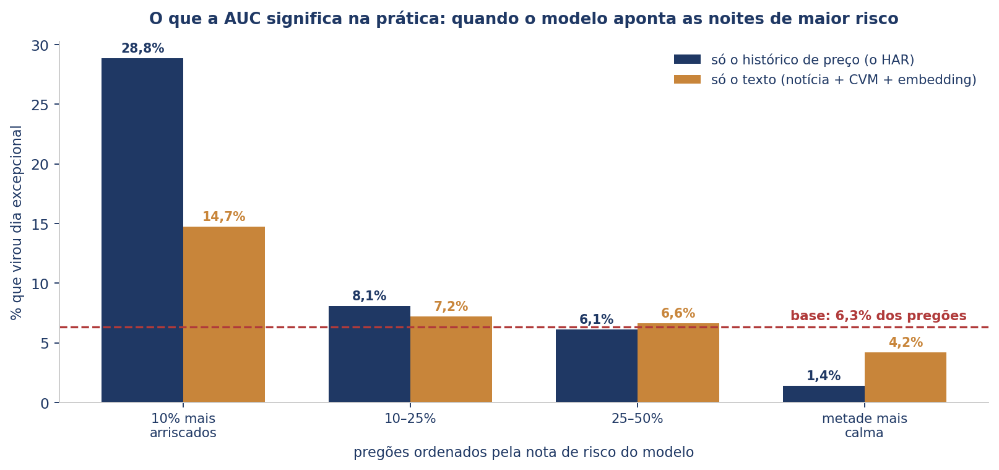 O que a AUC significa na prática: quando o modelo aponta as noites de maior risco
só o histórico de preço (o HAR)
só o texto (notícia + CVM + embedding)
% que virou dia excepcional
30
25
20
15
10
5
0
28,8%
14,7%
8,1%
7,2%
6,1%
6,6%
base: 6,3% dos pregões
1,4%
4,2%
10% mais
arriscados
10–25%
25–50%
metade mais
calma
pregões ordenados pela nota de risco do modelo